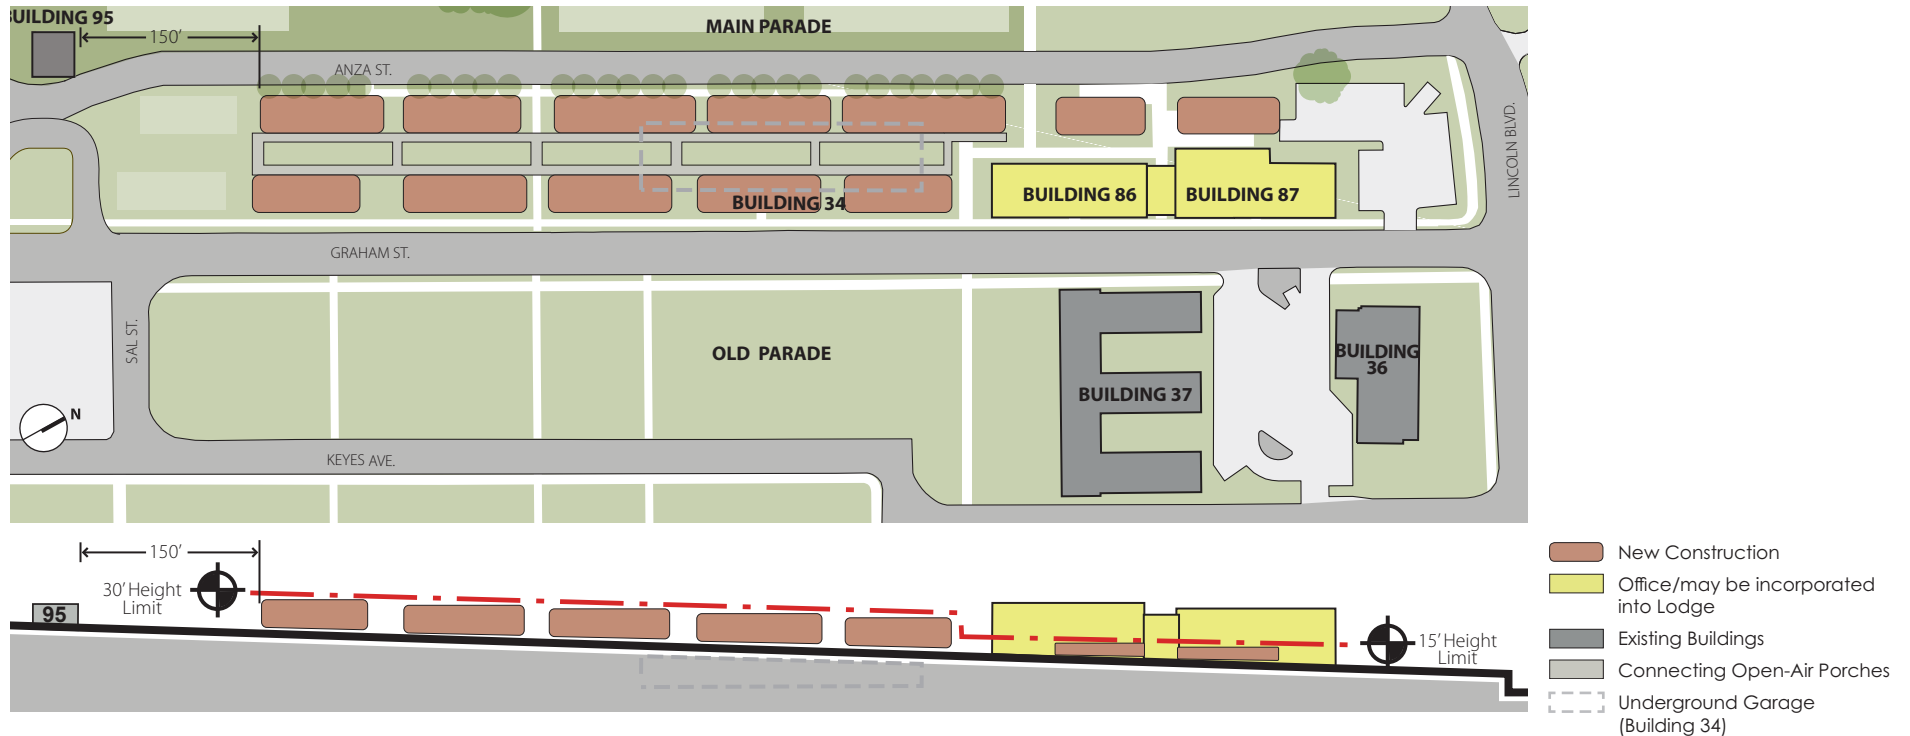 BUILDING 95
150’
MAIN PARADE
ANZA ST.
LINCOLN BLVD.
BUILDING 86
BUILDING 87
BUILDING 34
GRAHAM ST.
SAL ST.
OLD PARADE
BUILDING
36
BUILDING 37
N
KEYES AVE.
150’
30’ Height
Limit
95
15’ Height
Limit
New Construction
Office/may be incorporated
into Lodge
Existing Buildings
Connecting Open-Air Porches
Underground Garage
(Building 34)